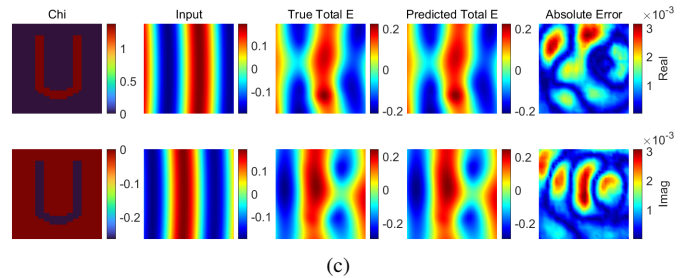 Chi Input True Total E Predicted Total E Absolute Error
×10⁻³
1 0.5 0 0.1 0 -0.1 0.2 0 -0.2 0.2 0 -0.2 3 2 1 Real
×10⁻³
0 -0.1 -0.2 0.1 0 -0.1 0.2 0 -0.2 0.2 0 -0.2 3 2 1 Imag
(c)